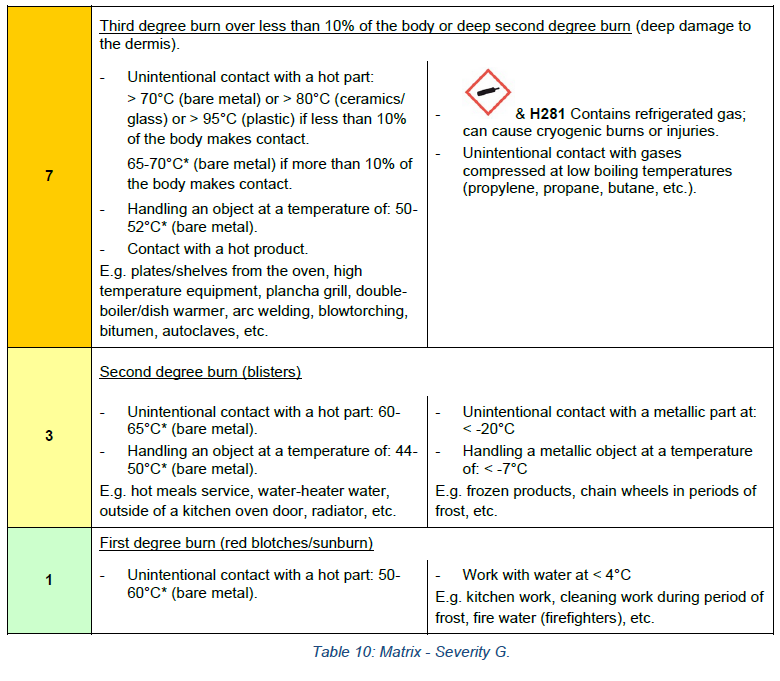 Third degree burn over less than 10% of the body or deep second degree burn (deep damage to
the dermis).
7
- Unintentional contact with a hot part:
> 70°C (bare metal) or > 80°C (ceramics/
glass) or > 95°C (plastic) if less than 10%
of the body makes contact.
65-70°C* (bare metal) if more than 10% of
the body makes contact.
- Handling an object at a temperature of: 50-
52°C* (bare metal).
- Contact with a hot product.
E.g. plates/shelves from the oven, high
temperature equipment, plancha grill, double-
boiler/dish warmer, arc welding, blowtorching,
bitumen, autoclaves, etc.
- & H281 Contains refrigerated gas;
can cause cryogenic burns or injuries.
- Unintentional contact with gases
compressed at low boiling temperatures
(propylene, propane, butane, etc.).
Second degree burn (blisters)
3
- Unintentional contact with a hot part: 60-
65°C* (bare metal).
- Handling an object at a temperature of: 44-
50°C* (bare metal).
E.g. hot meals service, water-heater water,
outside of a kitchen oven door, radiator, etc.
- Unintentional contact with a metallic part at:
< -20°C
- Handling a metallic object at a temperature
of: < -7°C
E.g. frozen products, chain wheels in periods of
frost, etc.
First degree burn (red blotches/sunburn)
1
- Unintentional contact with a hot part: 50-
60°C* (bare metal).
- Work with water at < 4°C
E.g. kitchen work, cleaning work during period of
frost, fire water (firefighters), etc.
Table 10: Matrix - Severity G.